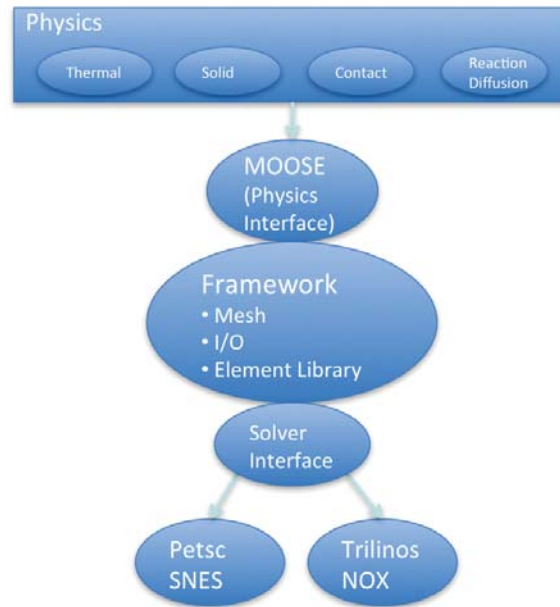 Physics
Thermal
Solid
Contact
Reaction
Diffusion
MOOSE
(Physics
Interface)
Framework
• Mesh
• I/O
• Element Library
Solver
Interface
Petsc
SNES
Trilinos
NOX